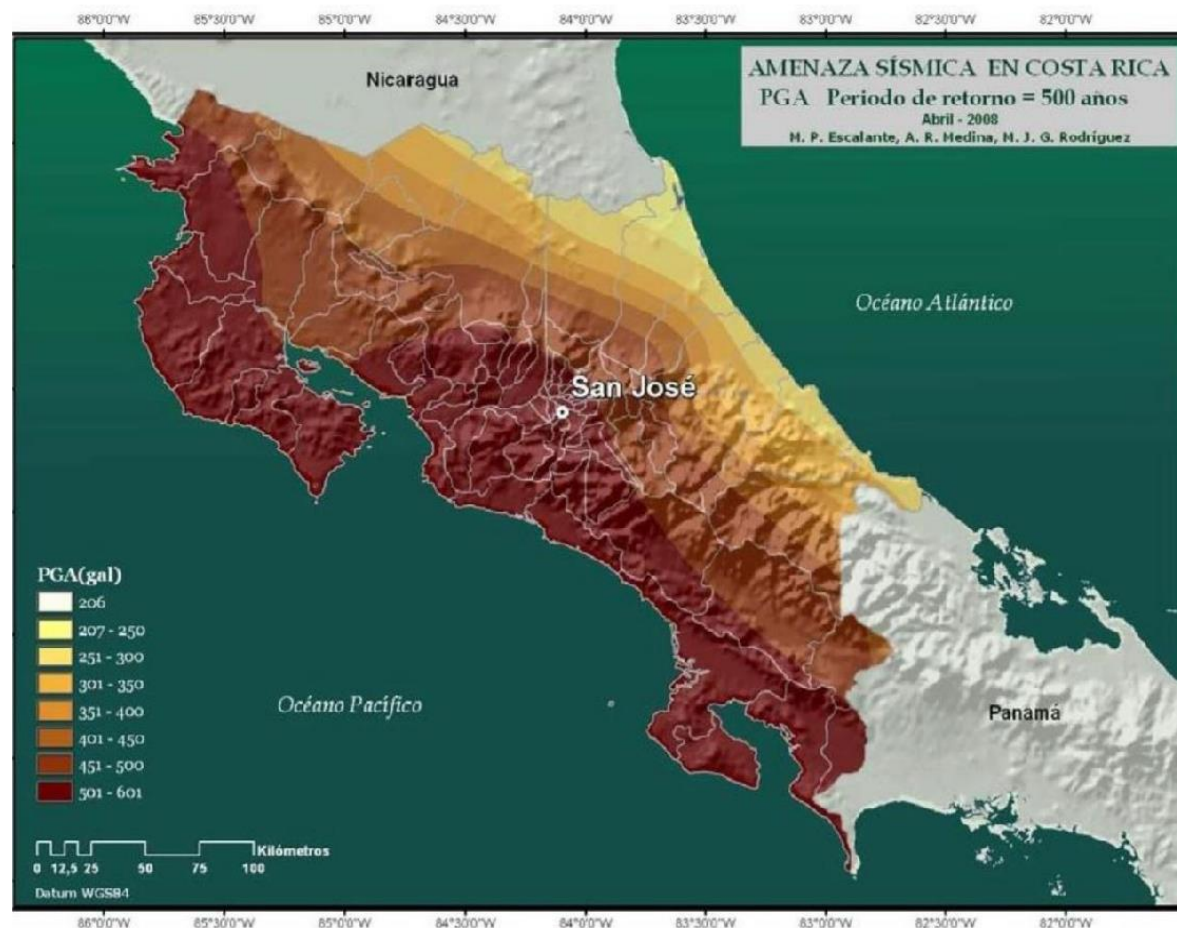 86°0'0"W 85°30'0"W 85°0'0"W 84°30'0"W 84°0'0"W 83°30'0"W 83°0'0"W 82°30'0"W 82°0'0"W
AMENAZA SÍSMICA EN COSTA RICA
PGA Periodo de retorno = 500 años
Abril - 2008
M. P. Escalante, A. R. Medina, M. J. G. Rodríguez
Nicaragua
Océano Atlántico
San José
Océano Pacífico
Panamá
PGA(gal)
206
207 - 250
251 - 300
301 - 350
351 - 400
401 - 450
451 - 500
501 - 601
Kilómetros
0 12,5 25 50 75 100
Datum WGS84
86°0'0"W 85°30'0"W 85°0'0"W 84°30'0"W 84°0'0"W 83°30'0"W 83°0'0"W 82°30'0"W 82°0'0"W